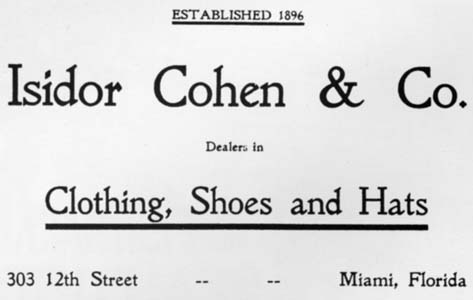 ESTABLISHED 1896
Isidor Cohen & Co.
Dealers in
Clothing, Shoes and Hats
303 12th Street -- -- Miami, Florida